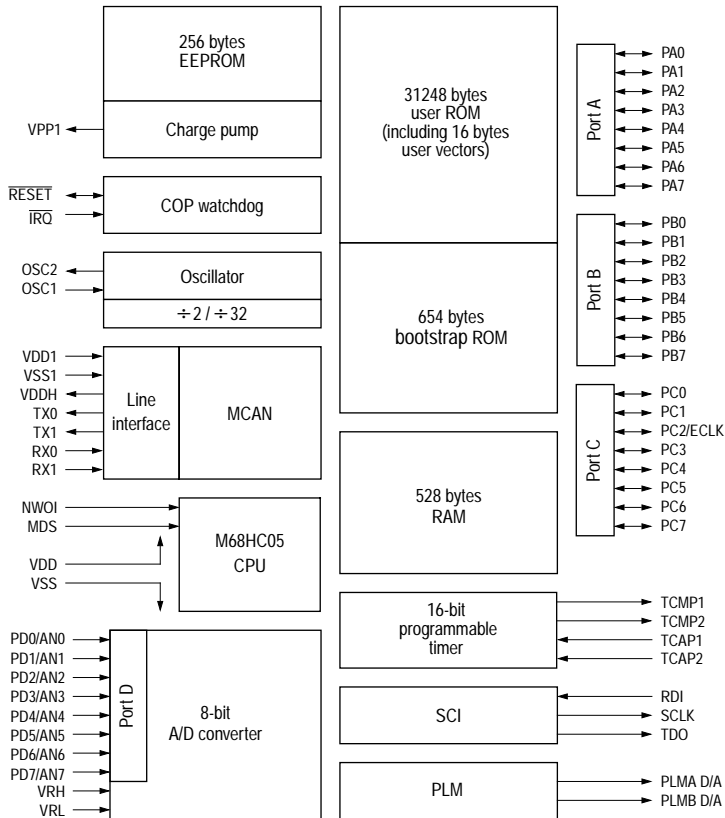 256 bytes
EEPROM
Charge pump
VPP1
RESET
IRQ
COP watchdog
OSC2
OSC1
Oscillator
÷2 / ÷32
VDD1
VSS1
VDDH
TX0
TX1
RX0
RX1
Line
interface
MCAN
NWOI
MDS
VDD
VSS
M68HC05
CPU
PD0/AN0
PD1/AN1
PD2/AN2
PD3/AN3
PD4/AN4
PD5/AN5
PD6/AN6
PD7/AN7
VRH
VRL
Port D
8-bit
A/D converter
31248 bytes
user ROM
(including 16 bytes
user vectors)
654 bytes
bootstrap ROM
528 bytes
RAM
16-bit
programmable
timer
SCI
PLM
Port A
PA0
PA1
PA2
PA3
PA4
PA5
PA6
PA7
Port B
PB0
PB1
PB2
PB3
PB4
PB5
PB6
PB7
Port C
PC0
PC1
PC2/ECLK
PC3
PC4
PC5
PC6
PC7
TCMP1
TCMP2
TCAP1
TCAP2
RDI
SCLK
TDO
PLMA D/A
PLMB D/A